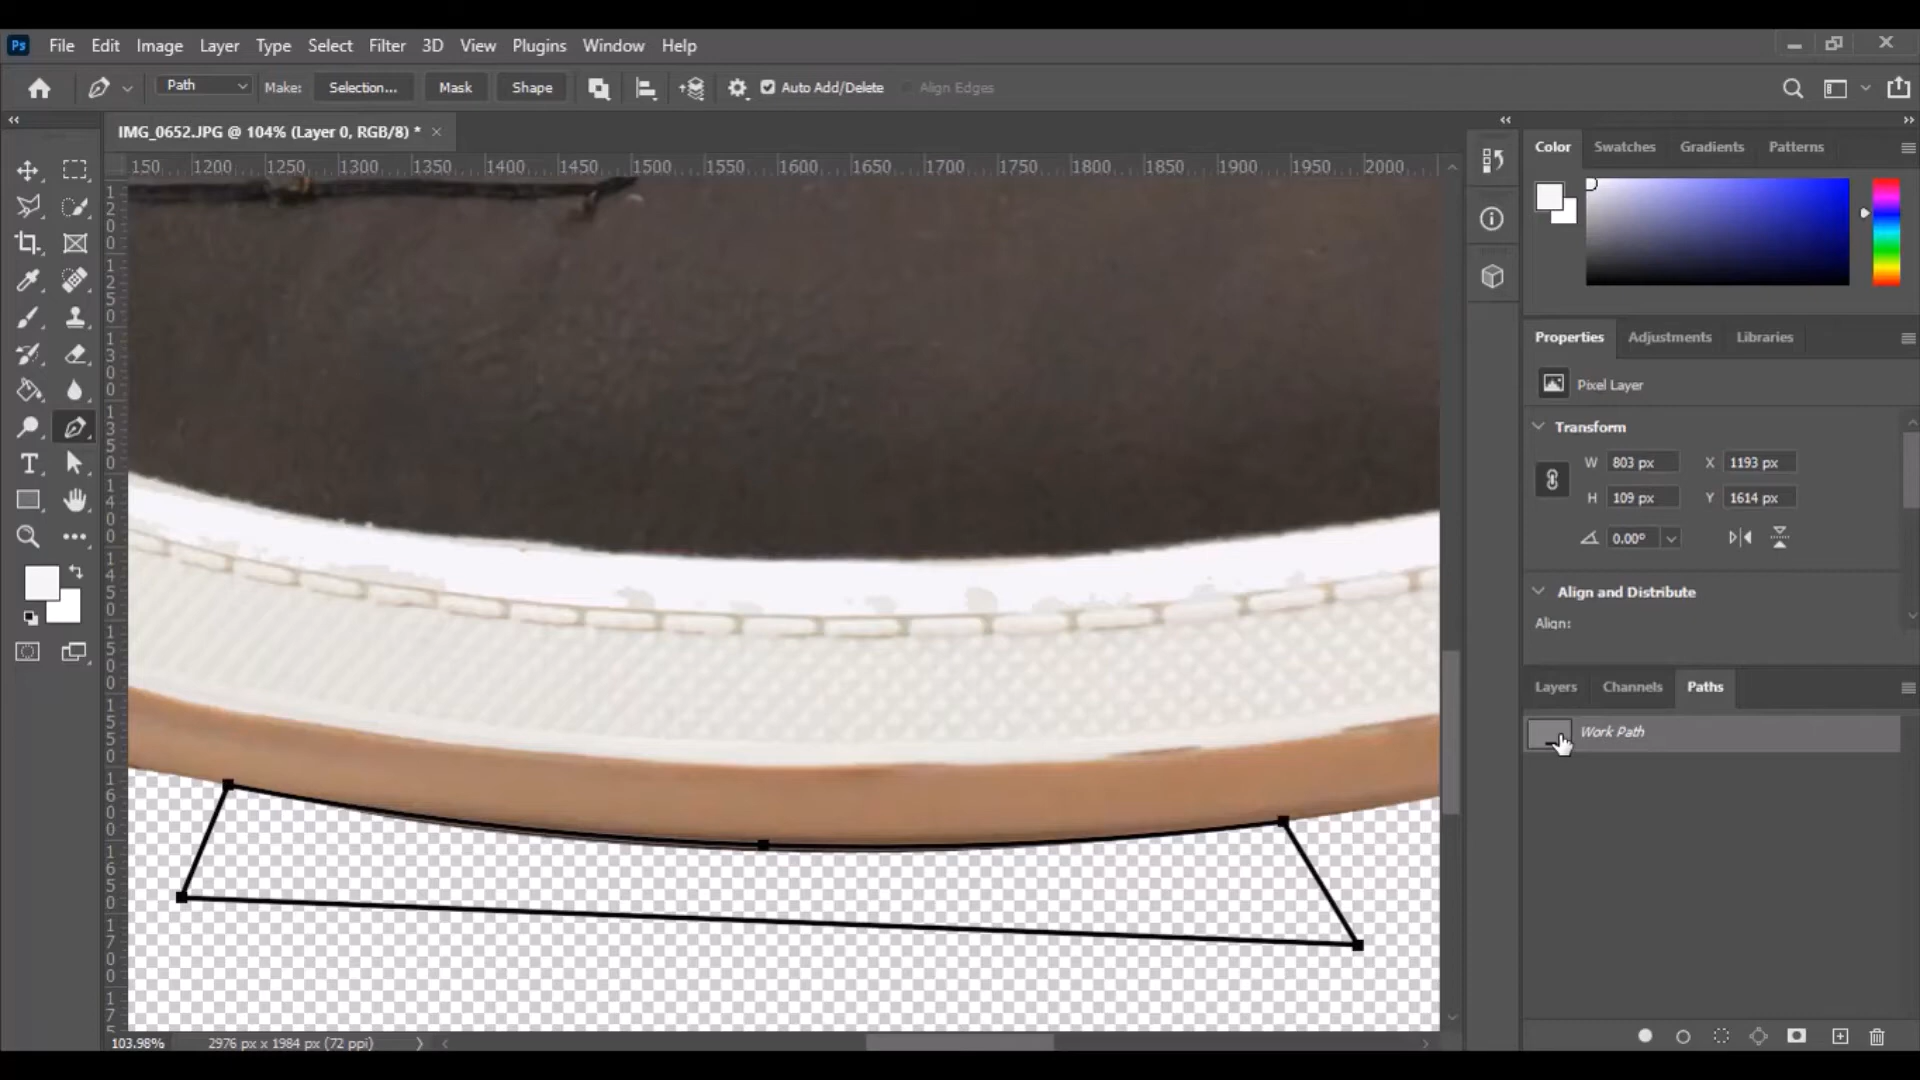 Ps File Edit Image Layer Type Select Filter 3D View Plugins Window Help
Path Make: Selection... Mask Shape Auto Add/Delete Align Edges
IMG_0652.JPG @ 104% (Layer 0, RGB/8) *
150 1200 1250 1300 1350 1400 1450 1500 1550 1600 1650 1700 1750 1800 1850 1900 1950 2000
Color Swatches Gradients Patterns
Properties Adjustments Libraries
Pixel Layer
Transform
W 803 px X 1193 px
H 109 px Y 1614 px
0.00°
Align and Distribute
Align:
Layers Channels Paths
Work Path
103.98% 2976 px x 1984 px (72 ppi)